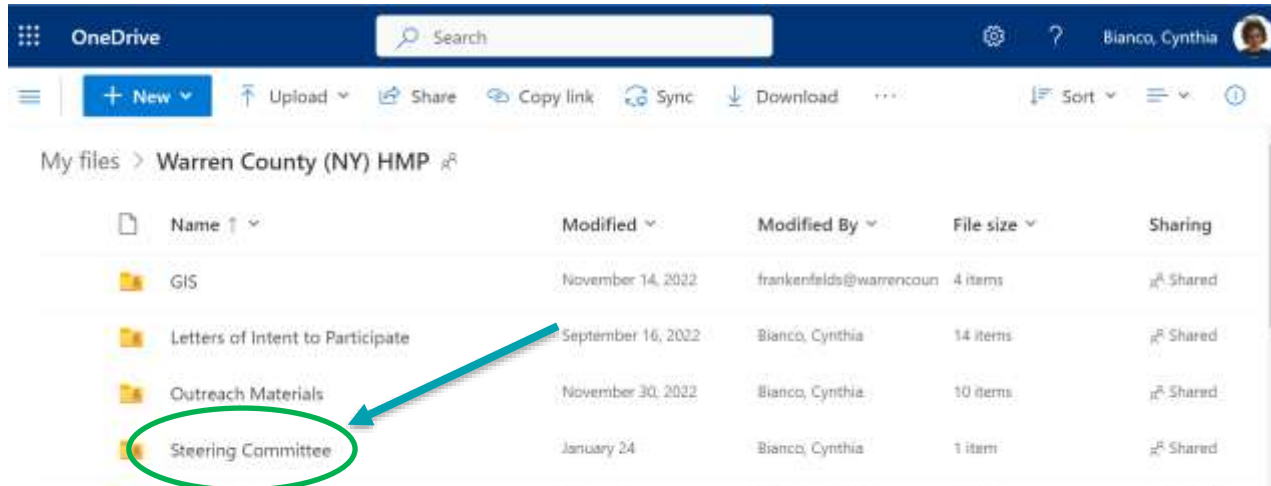 OneDrive Search ? Bianco, Cynthia
+ New Upload Share Copy link Sync Download ··· Sort
My files > Warren County (NY) HMP
Name ↑ Modified Modified By File size Sharing
GIS November 14, 2022 frankenfelds@warrencoun 4 items Shared
Letters of Intent to Participate September 16, 2022 Bianco, Cynthia 14 items Shared
Outreach Materials November 30, 2022 Bianco, Cynthia 10 items Shared
Steering Committee January 24 Bianco, Cynthia 1 item Shared